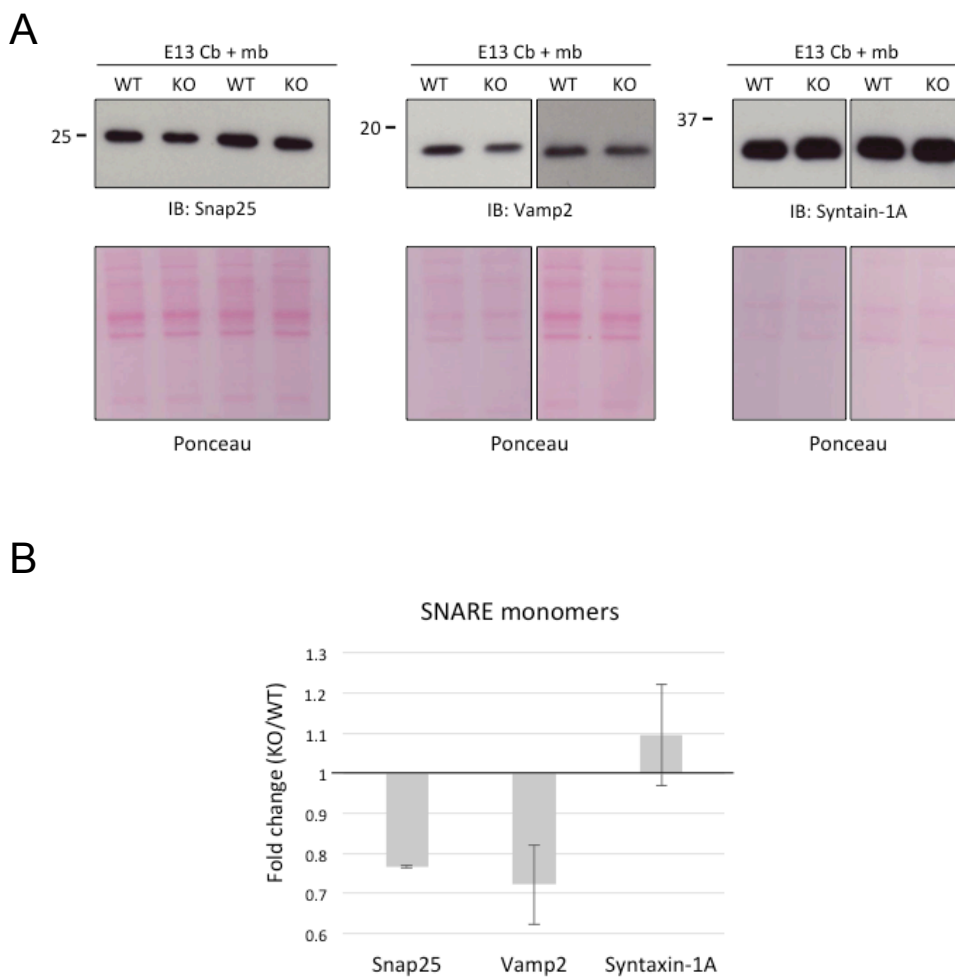 A
E13 Cb + mb
E13 Cb + mb
E13 Cb + mb
WT KO WT KO
WT KO WT KO
WT KO WT KO
25
20
37
IB: Snap25
IB: Vamp2
IB: Syntain-1A
Ponceau
Ponceau
Ponceau
B
SNARE monomers
Fold change (KO/WT)
1.3
1.2
1.1
1
0.9
0.8
0.7
0.6
Snap25 Vamp2 Syntaxin-1A